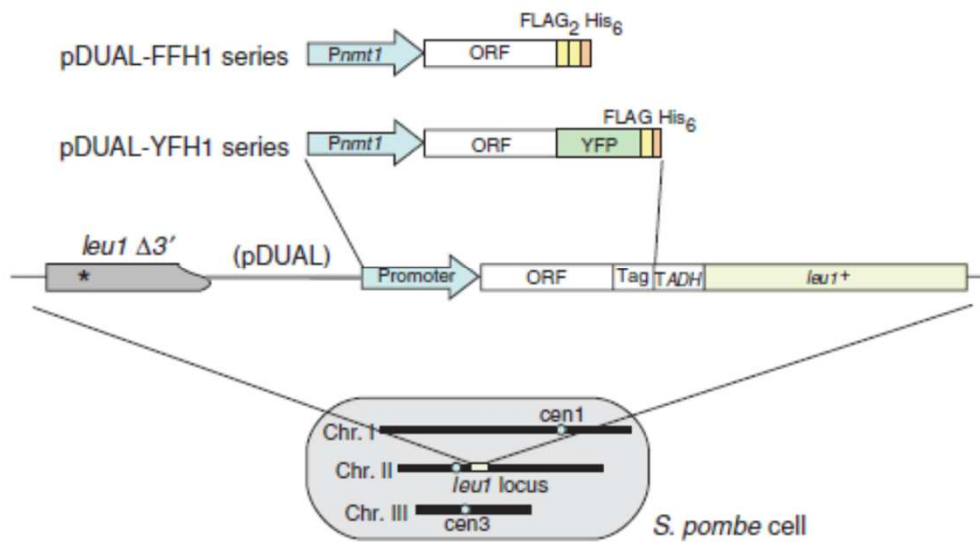 FLAG2 His6
pDUAL-FFH1 series
Pnmt1
ORF
FLAG His6
pDUAL-YFH1 series
Pnmt1
ORF
YFP
leu1 Δ3′
(pDUAL)
*
Promoter
ORF
Tag
TADH
leu1+
cen1
Chr. I
Chr. II
leu1 locus
Chr. III
cen3
S. pombe cell